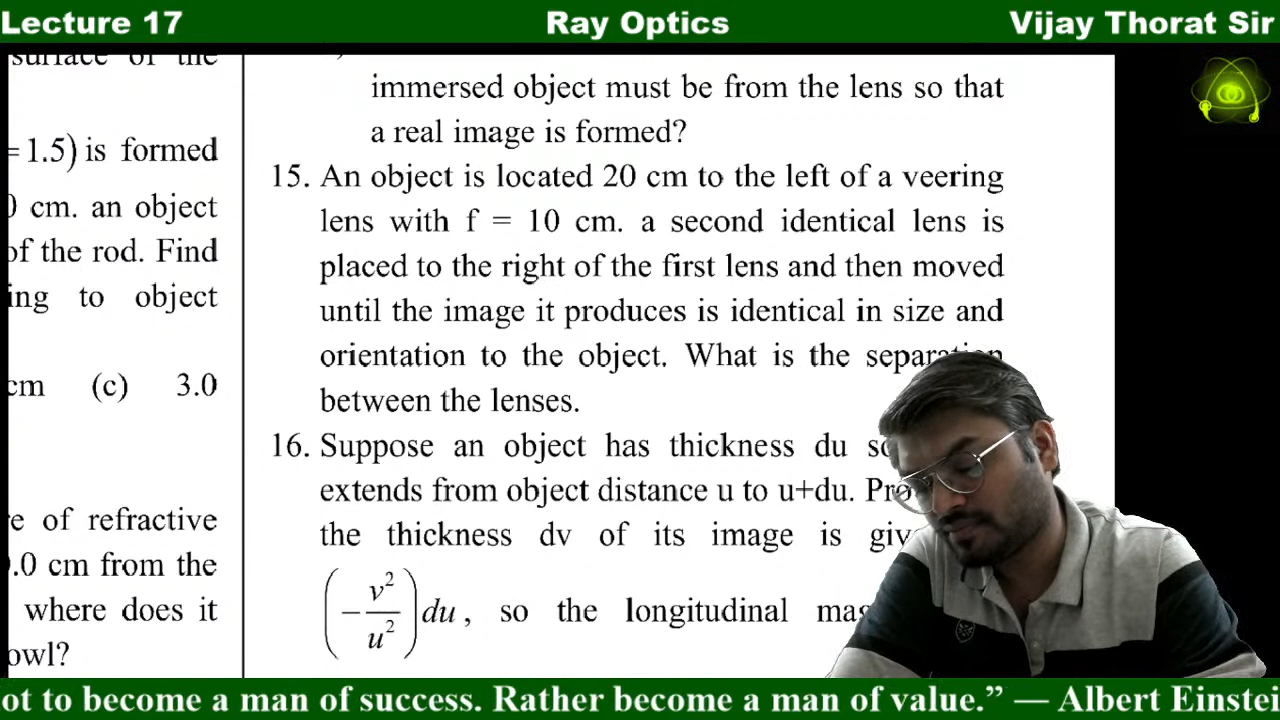 Lecture 17
Ray Optics
Vijay Thorat Sir
surface of the
= 1.5) is formed
cm. an object
of the rod. Find
ing to object
cm (c) 3.0
re of refractive
.0 cm from the
where does it
owl?
immersed object must be from the lens so that
a real image is formed?
15. An object is located 20 cm to the left of a veering
lens with f = 10 cm. a second identical lens is
placed to the right of the first lens and then moved
until the image it produces is identical in size and
orientation to the object. What is the separation
between the lenses.
16. Suppose an object has thickness du
extends from object distance u to u+du.
the thickness dv of its image is
(-v²/u²) du, so the longitudinal
ot to become a man of success. Rather become a man of value.” — Albert Einstei